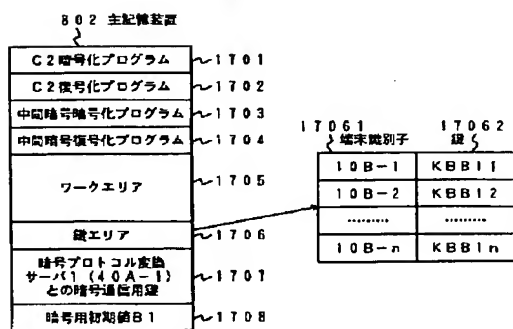 802 主記憶装置
C2暗号化プログラム 1701
C2復号化プログラム 1702
中間暗号暗号化プログラム 1703
中間暗号復号化プログラム 1704
ワークエリア 1705
鍵エリア 1706
暗号プロトコル変換
サーバ1(40A-1)
との暗号通信用鍵 1707
暗号用初期値B1 1708
17061 17062
端末識別子 鍵
10B-1 KBB11
10B-2 KBB12
……… ………
10B-n KBB1n